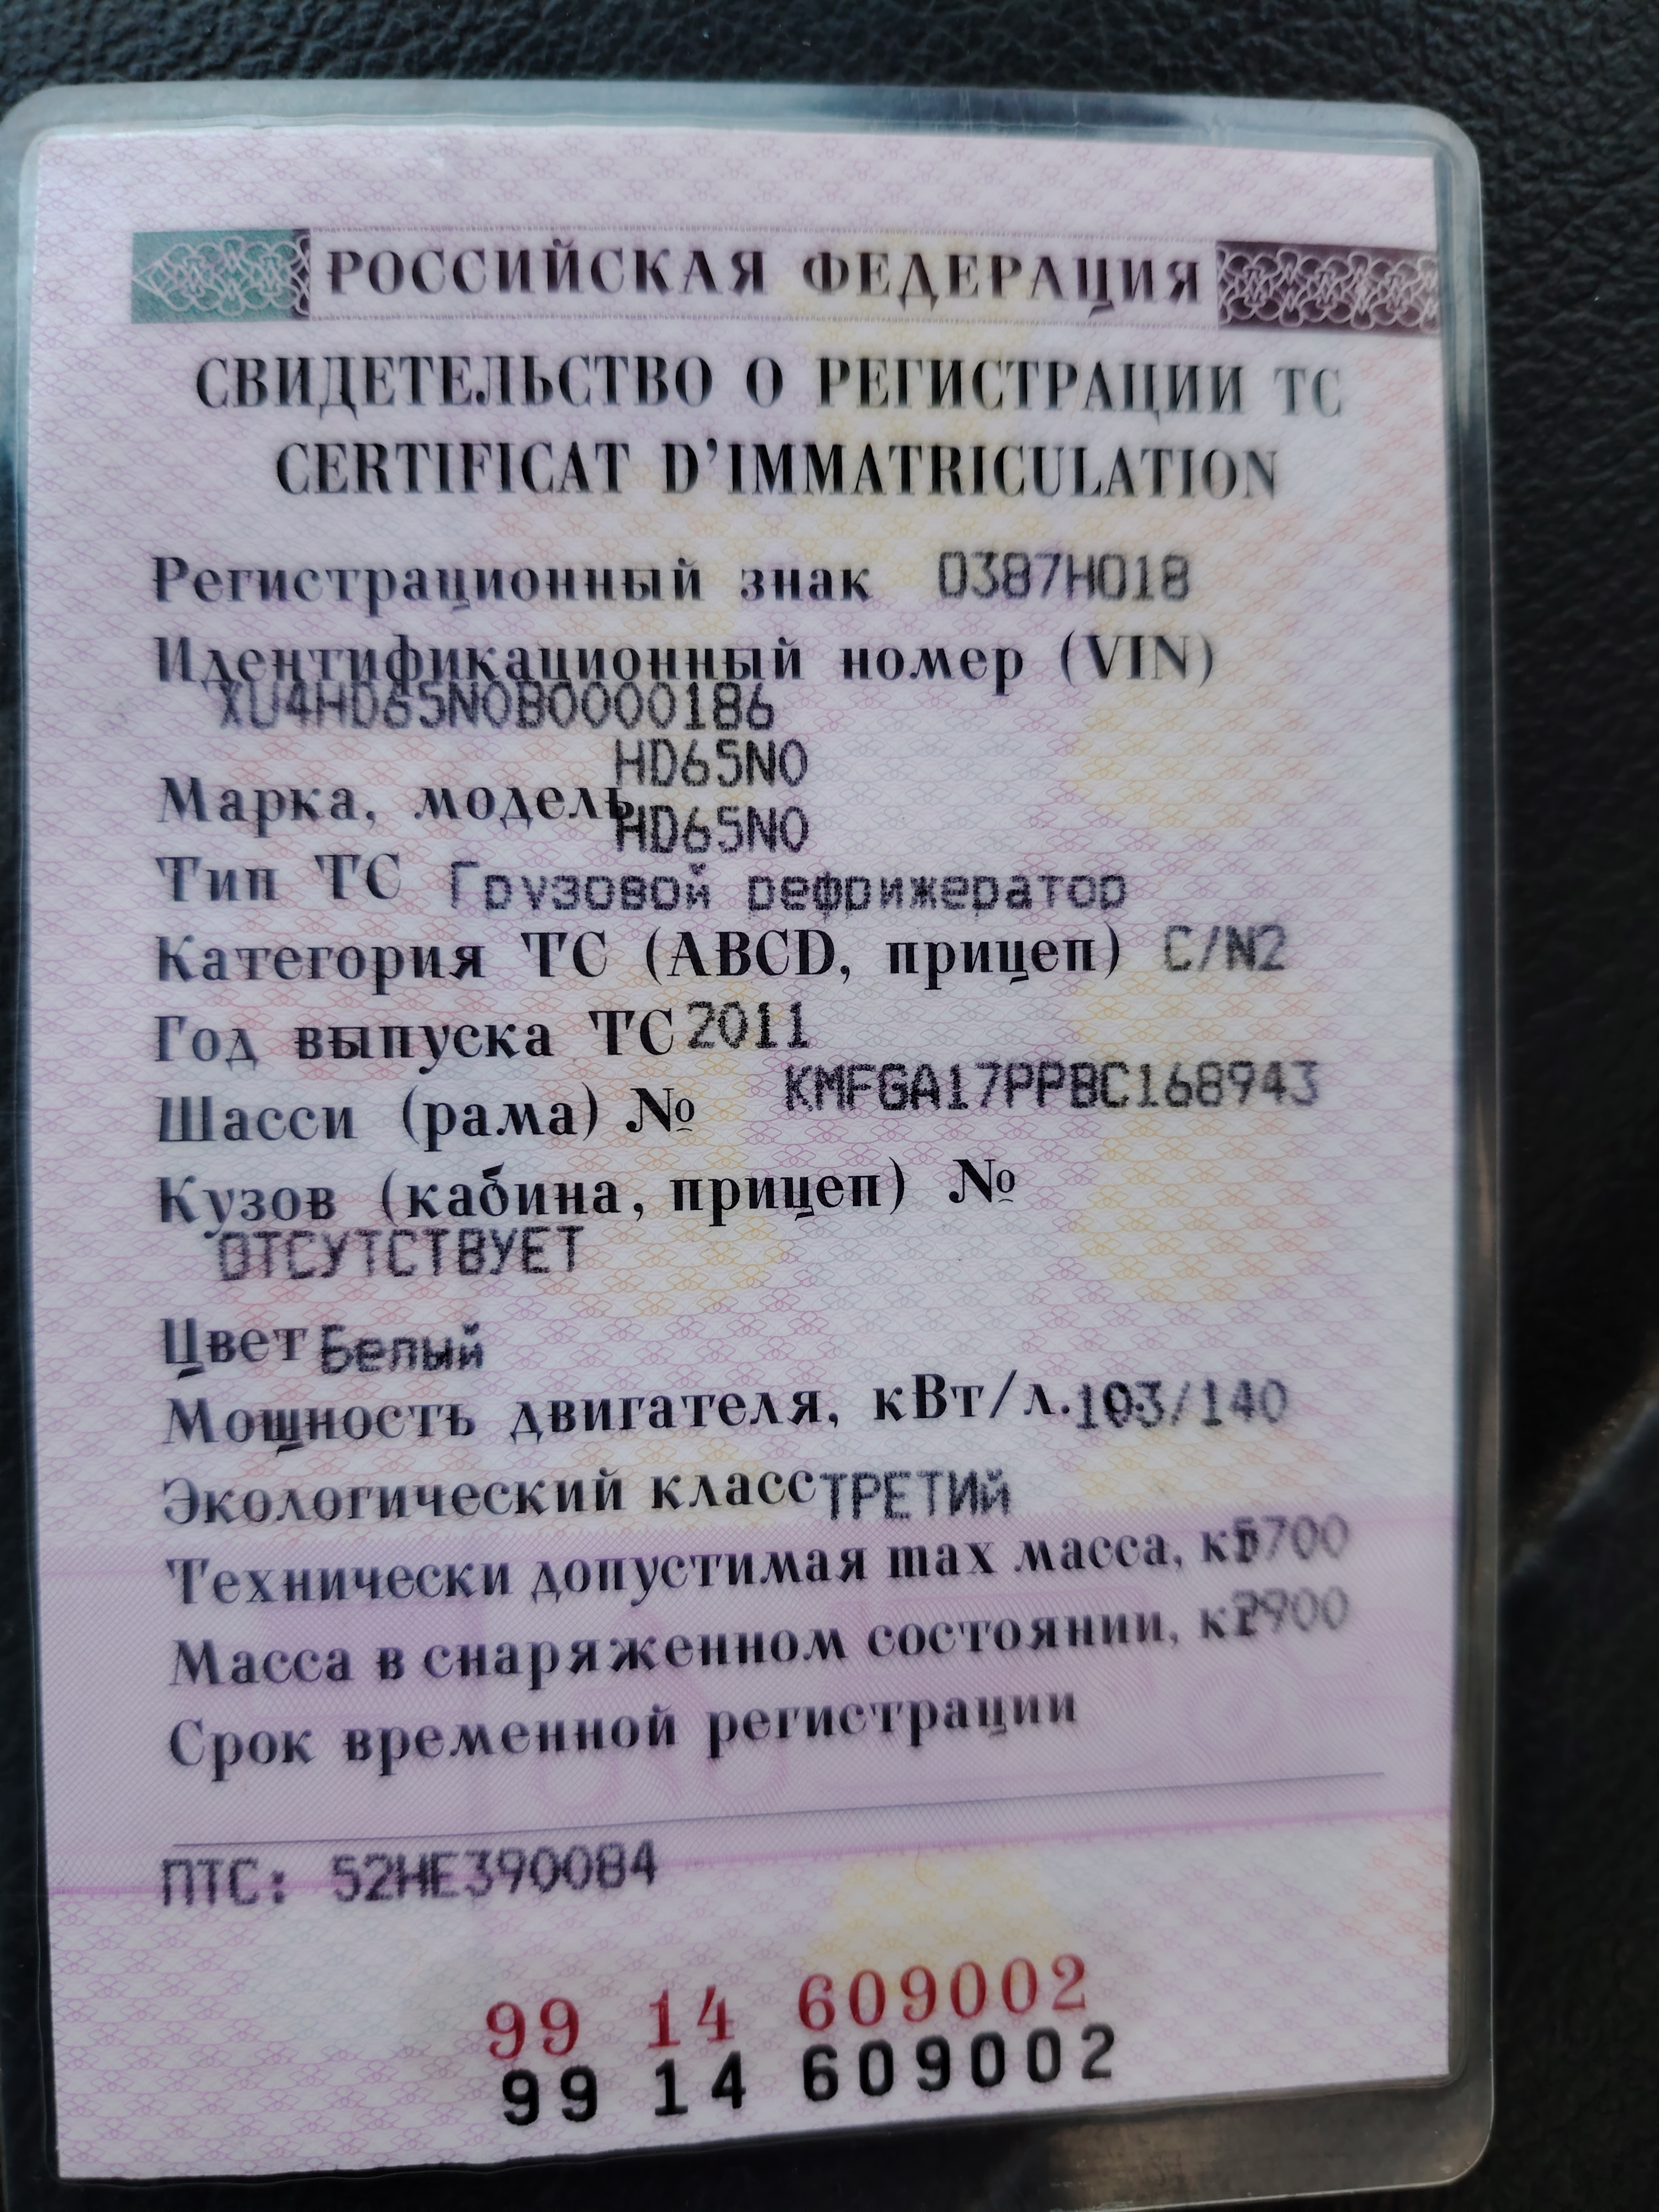 РОССИЙСКАЯ ФЕДЕРАЦИЯ
СВИДЕТЕЛЬСТВО О РЕГИСТРАЦИИ ТС
CERTIFICAT D'IMMATRICULATION
Регистрационный знак О387НО18
Идентификационный номер (VIN)
XU4HD65N0B0000186
HD65NO
Марка, модель HD65NO
Тип ТС Грузовой рефрижератор
Категория ТС (ABCD, прицеп) C/N2
Год выпуска ТС 2011
Шасси (рама) № KMFGA17PPBC168943
Кузов (кабина, прицеп) №
ОТСУТСТВУЕТ
Цвет Белый
Мощность двигателя, кВт/л. 103/140
Экологический класс ТРЕТИЙ
Технически допустимая max масса, кг 5700
Масса в снаряженном состоянии, кг 2900
Срок временной регистрации
ПТС: 52НЕ390084
99 14 609002
99 14 609002